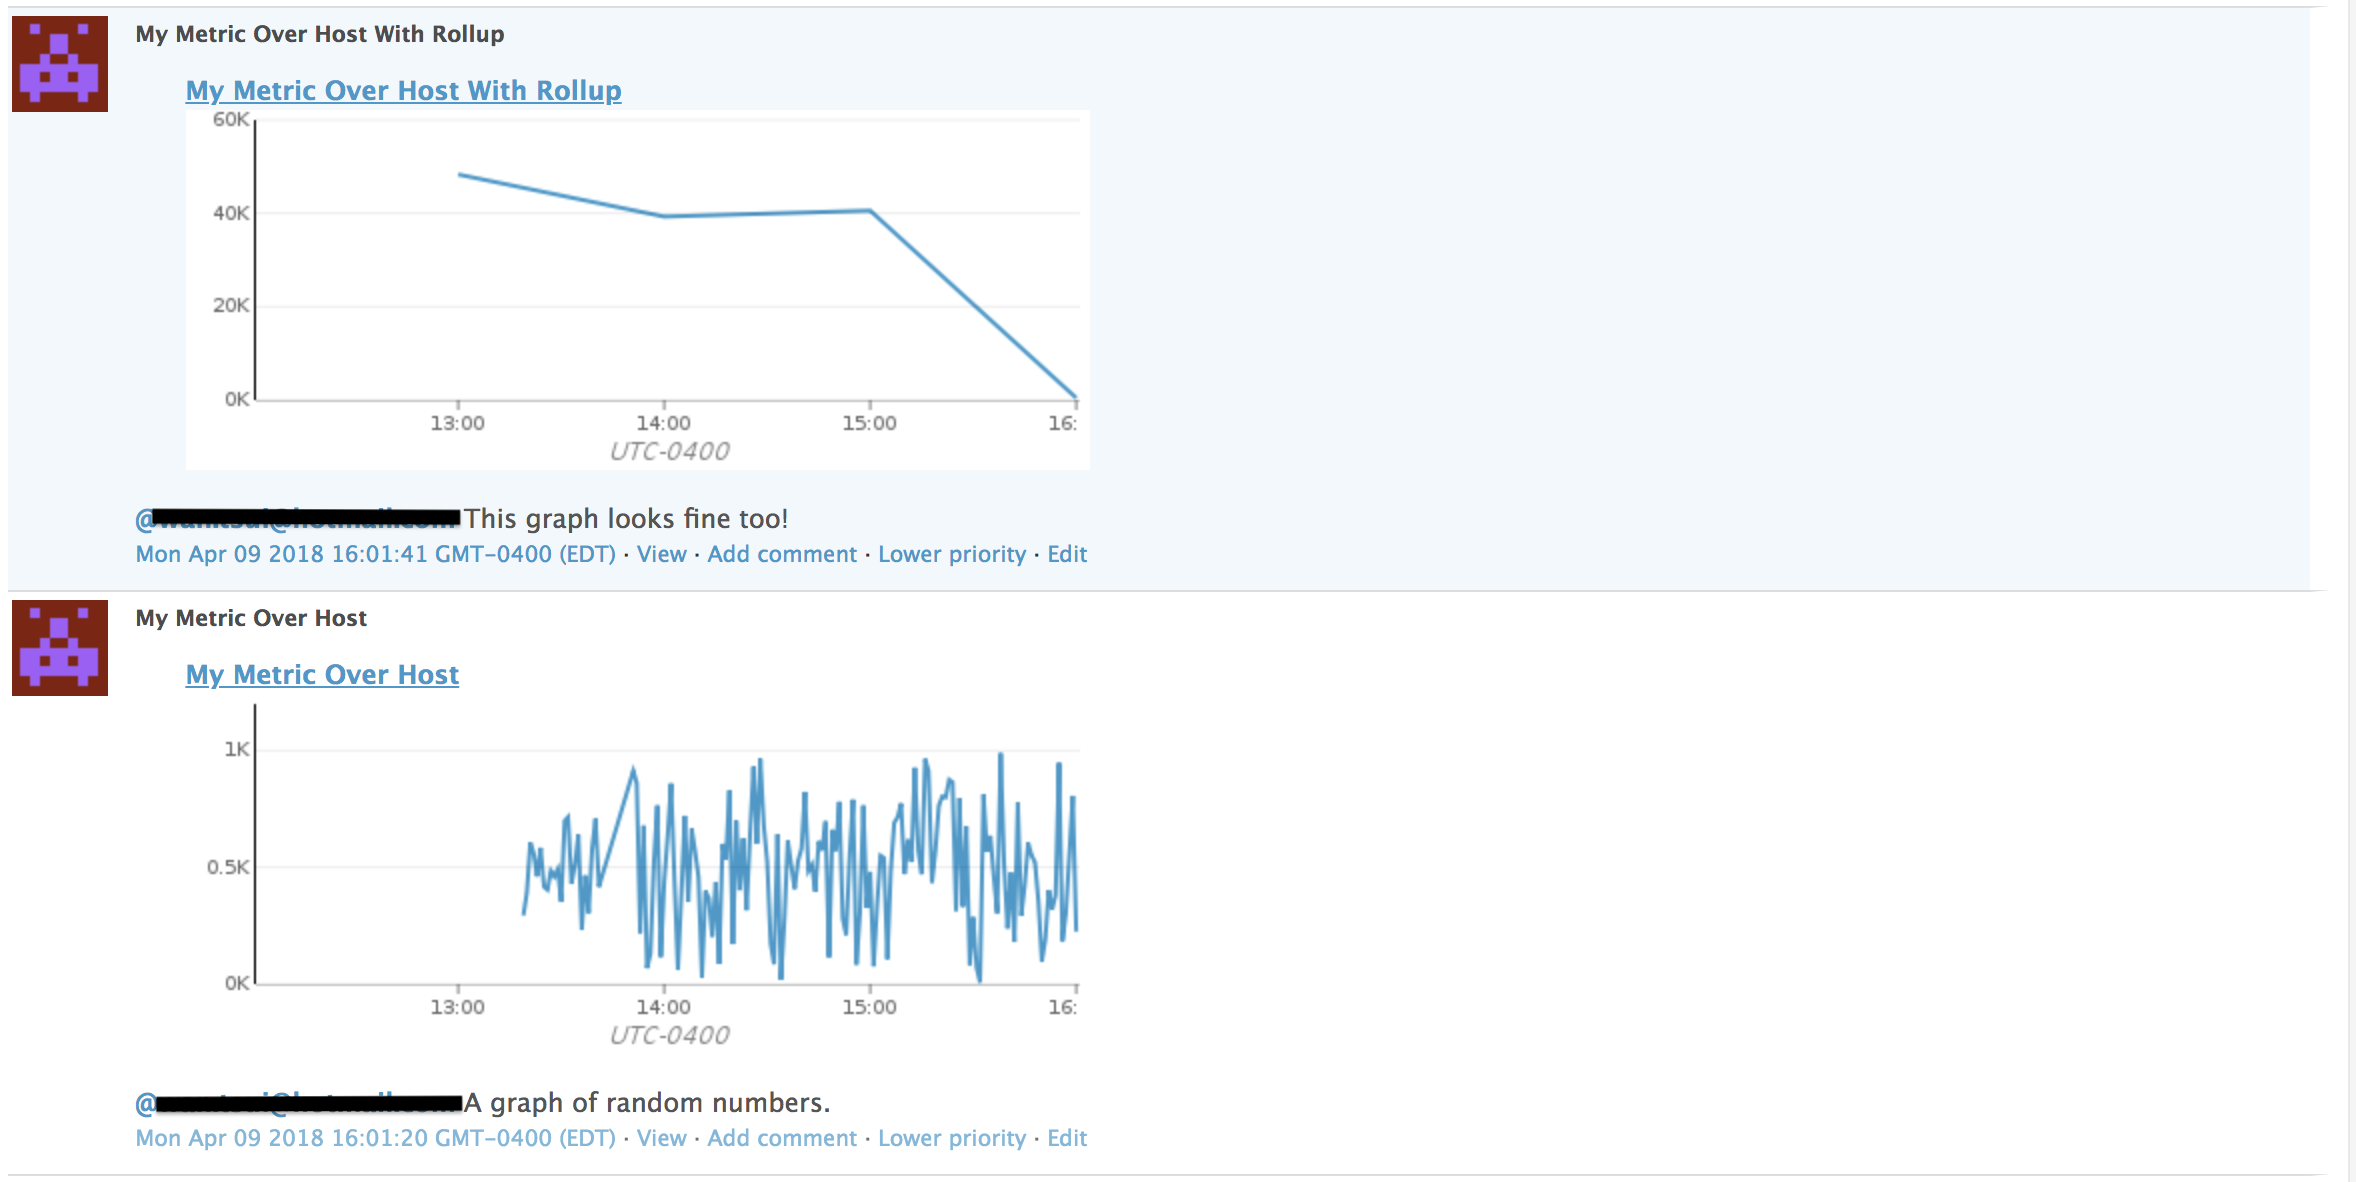 My Metric Over Host With Rollup
My Metric Over Host With Rollup
60K
40K
20K
0K
13:00 14:00 15:00 16:
UTC-0400
@ This graph looks fine too!
Mon Apr 09 2018 16:01:41 GMT-0400 (EDT) · View · Add comment · Lower priority · Edit
My Metric Over Host
My Metric Over Host
1K
0.5K
0K
13:00 14:00 15:00 16:
UTC-0400
@ A graph of random numbers.
Mon Apr 09 2018 16:01:20 GMT-0400 (EDT) · View · Add comment · Lower priority · Edit